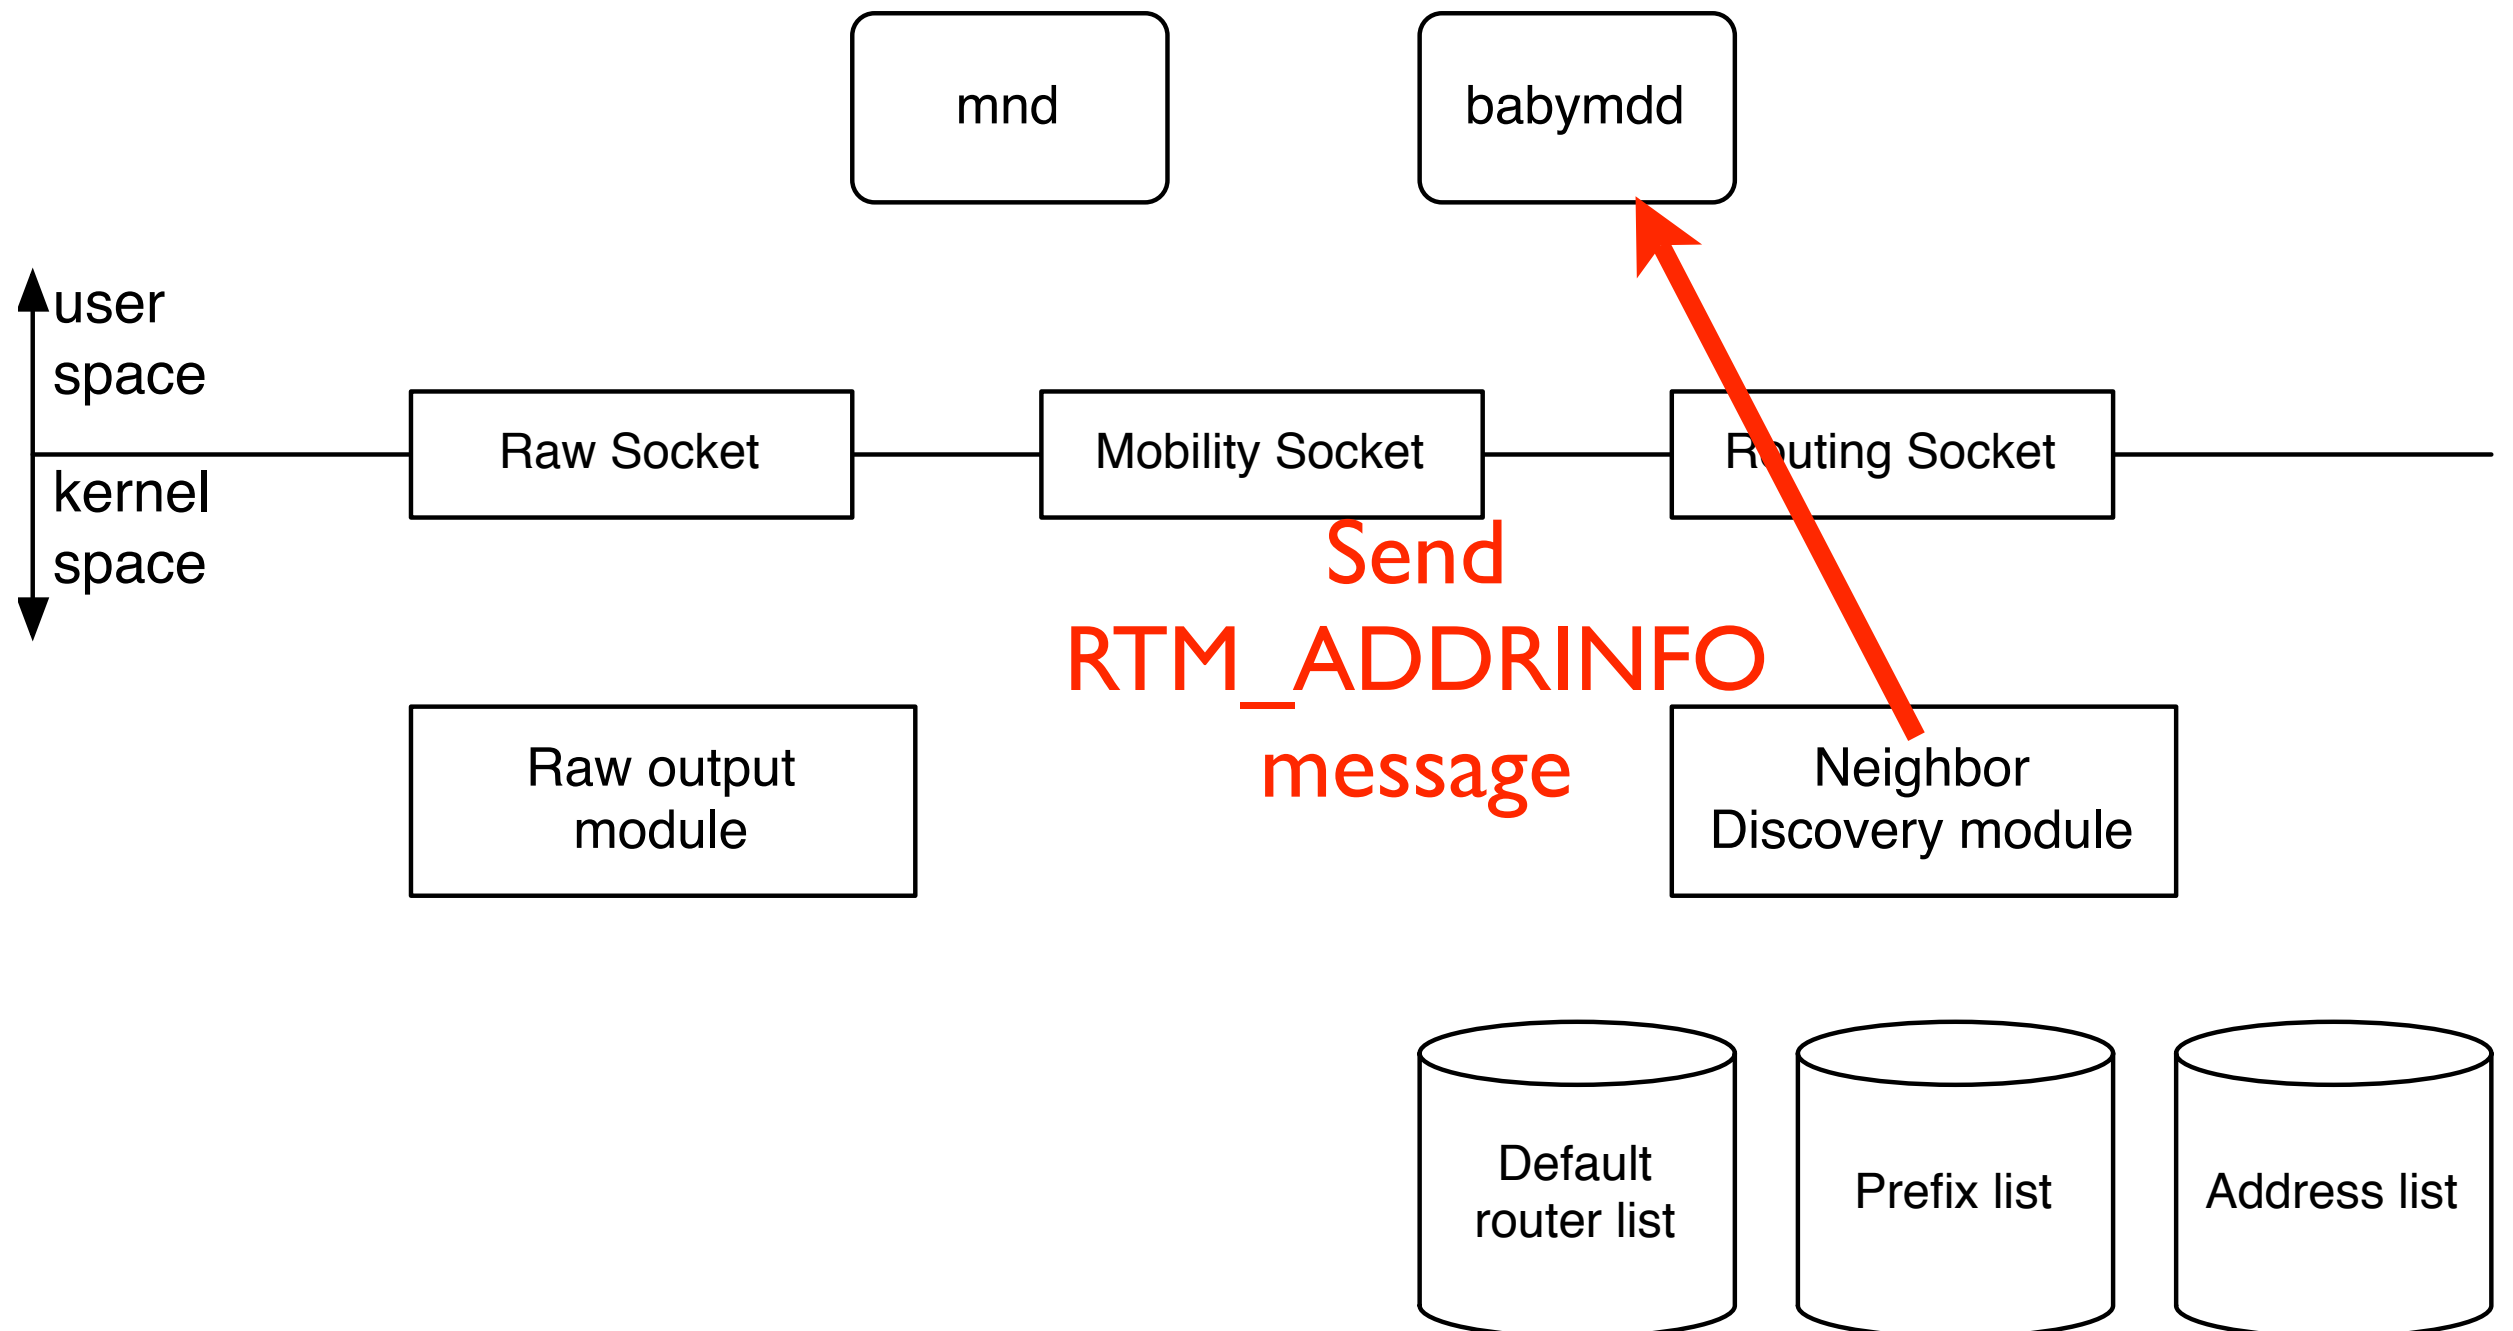 mnd
babymdd
user
space
Raw Socket
Mobility Socket
Routing Socket
kernel
space
Send
RTM_ADDRINFO
message
Raw output
module
Neighbor
Discovery module
Default
router list
Prefix list
Address list